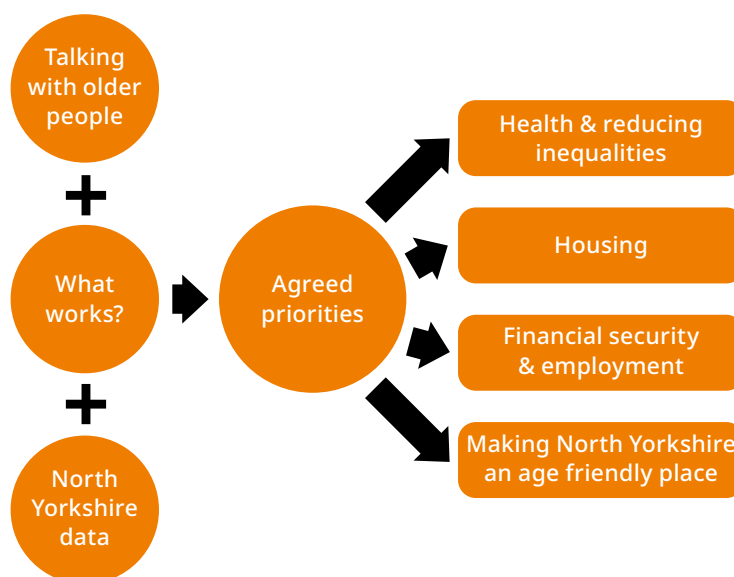 Talking
with older
people
+
What
works?
+
North
Yorkshire
data
Agreed
priorities
Health & reducing
inequalities
Housing
Financial security
& employment
Making North Yorkshire
an age friendly place